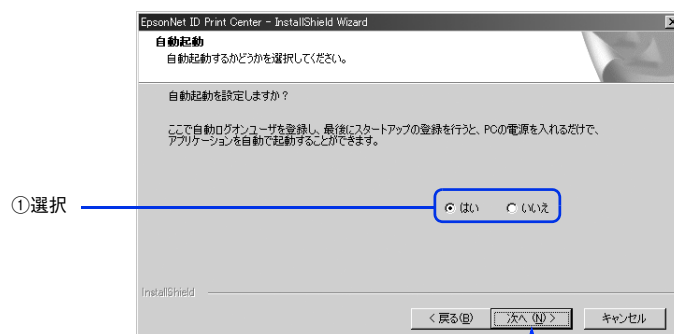 EpsonNet ID Print Center - InstallShield Wizard
自動起動
自動起動するかどうかを選択してください。
自動起動を設定しますか？
ここで自動ログオンユーザを登録し、最後にスタートアップの登録を行うと、PCの電源を入れるだけで、
アプリケーションを自動で起動することができます。
①選択
はい いいえ
InstallShield
< 戻る(B) 次へ (N) > キャンセル